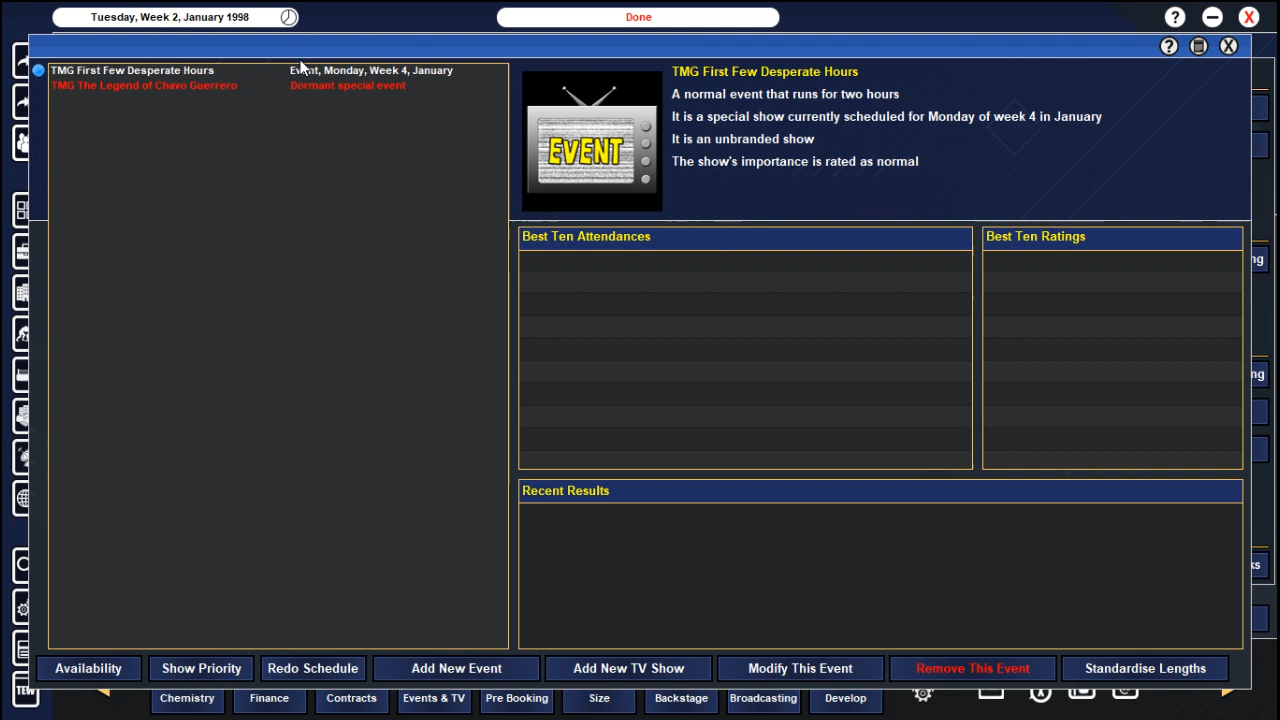 Tuesday, Week 2, January 1998
Done
? X
? X
TMG First Few Desperate Hours Event, Monday, Week 4, January
TMG The Legend of Chavo Guerrero Dormant special event
EVENT
TMG First Few Desperate Hours
A normal event that runs for two hours
It is a special show currently scheduled for Monday of week 4 in January
It is an unbranded show
The show's importance is rated as normal
Best Ten Attendances
Best Ten Ratings
ng
ng
Recent Results
ks
Availability
Show Priority
Redo Schedule
Add New Event
Add New TV Show
Modify This Event
Remove This Event
Standardise Lengths
TEW
Chemistry
Finance
Contracts
Events & TV
Pre Booking
Size
Backstage
Broadcasting
Develop